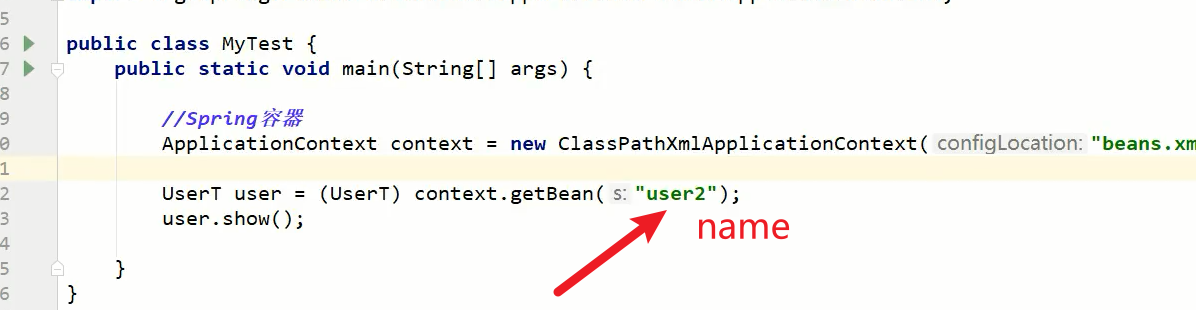 5
6 public class MyTest {
7 public static void main(String[] args) {
8
9 //Spring容器
0 ApplicationContext context = new ClassPathXmlApplicationContext( configLocation: "beans.xm
1
2 UserT user = (UserT) context.getBean( s: "user2");
3 user.show();
name
4
5 }
6 }